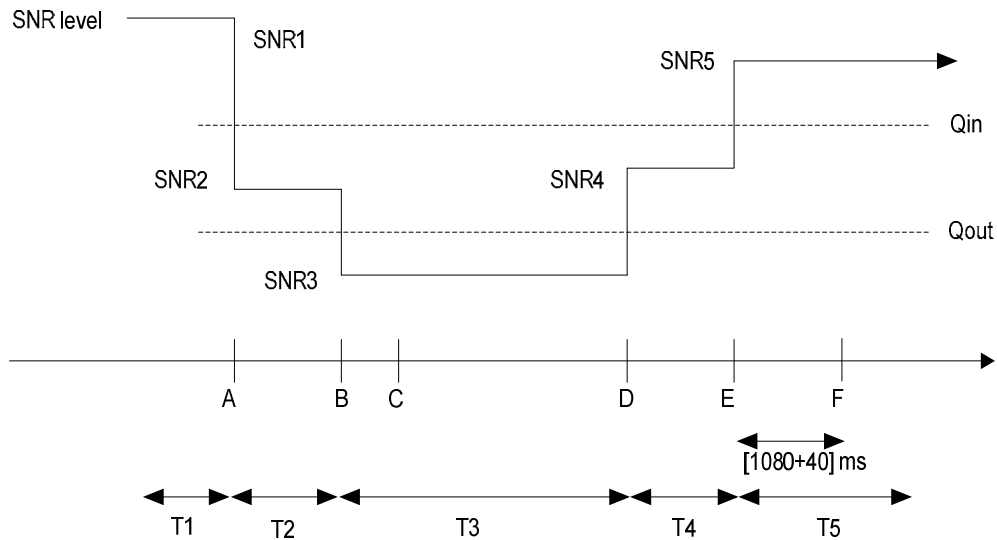 SNR level
SNR1
SNR5
Qin
SNR2
SNR4
Qout
SNR3
A B C D E F
[1080+40] ms
T1 T2 T3 T4 T5